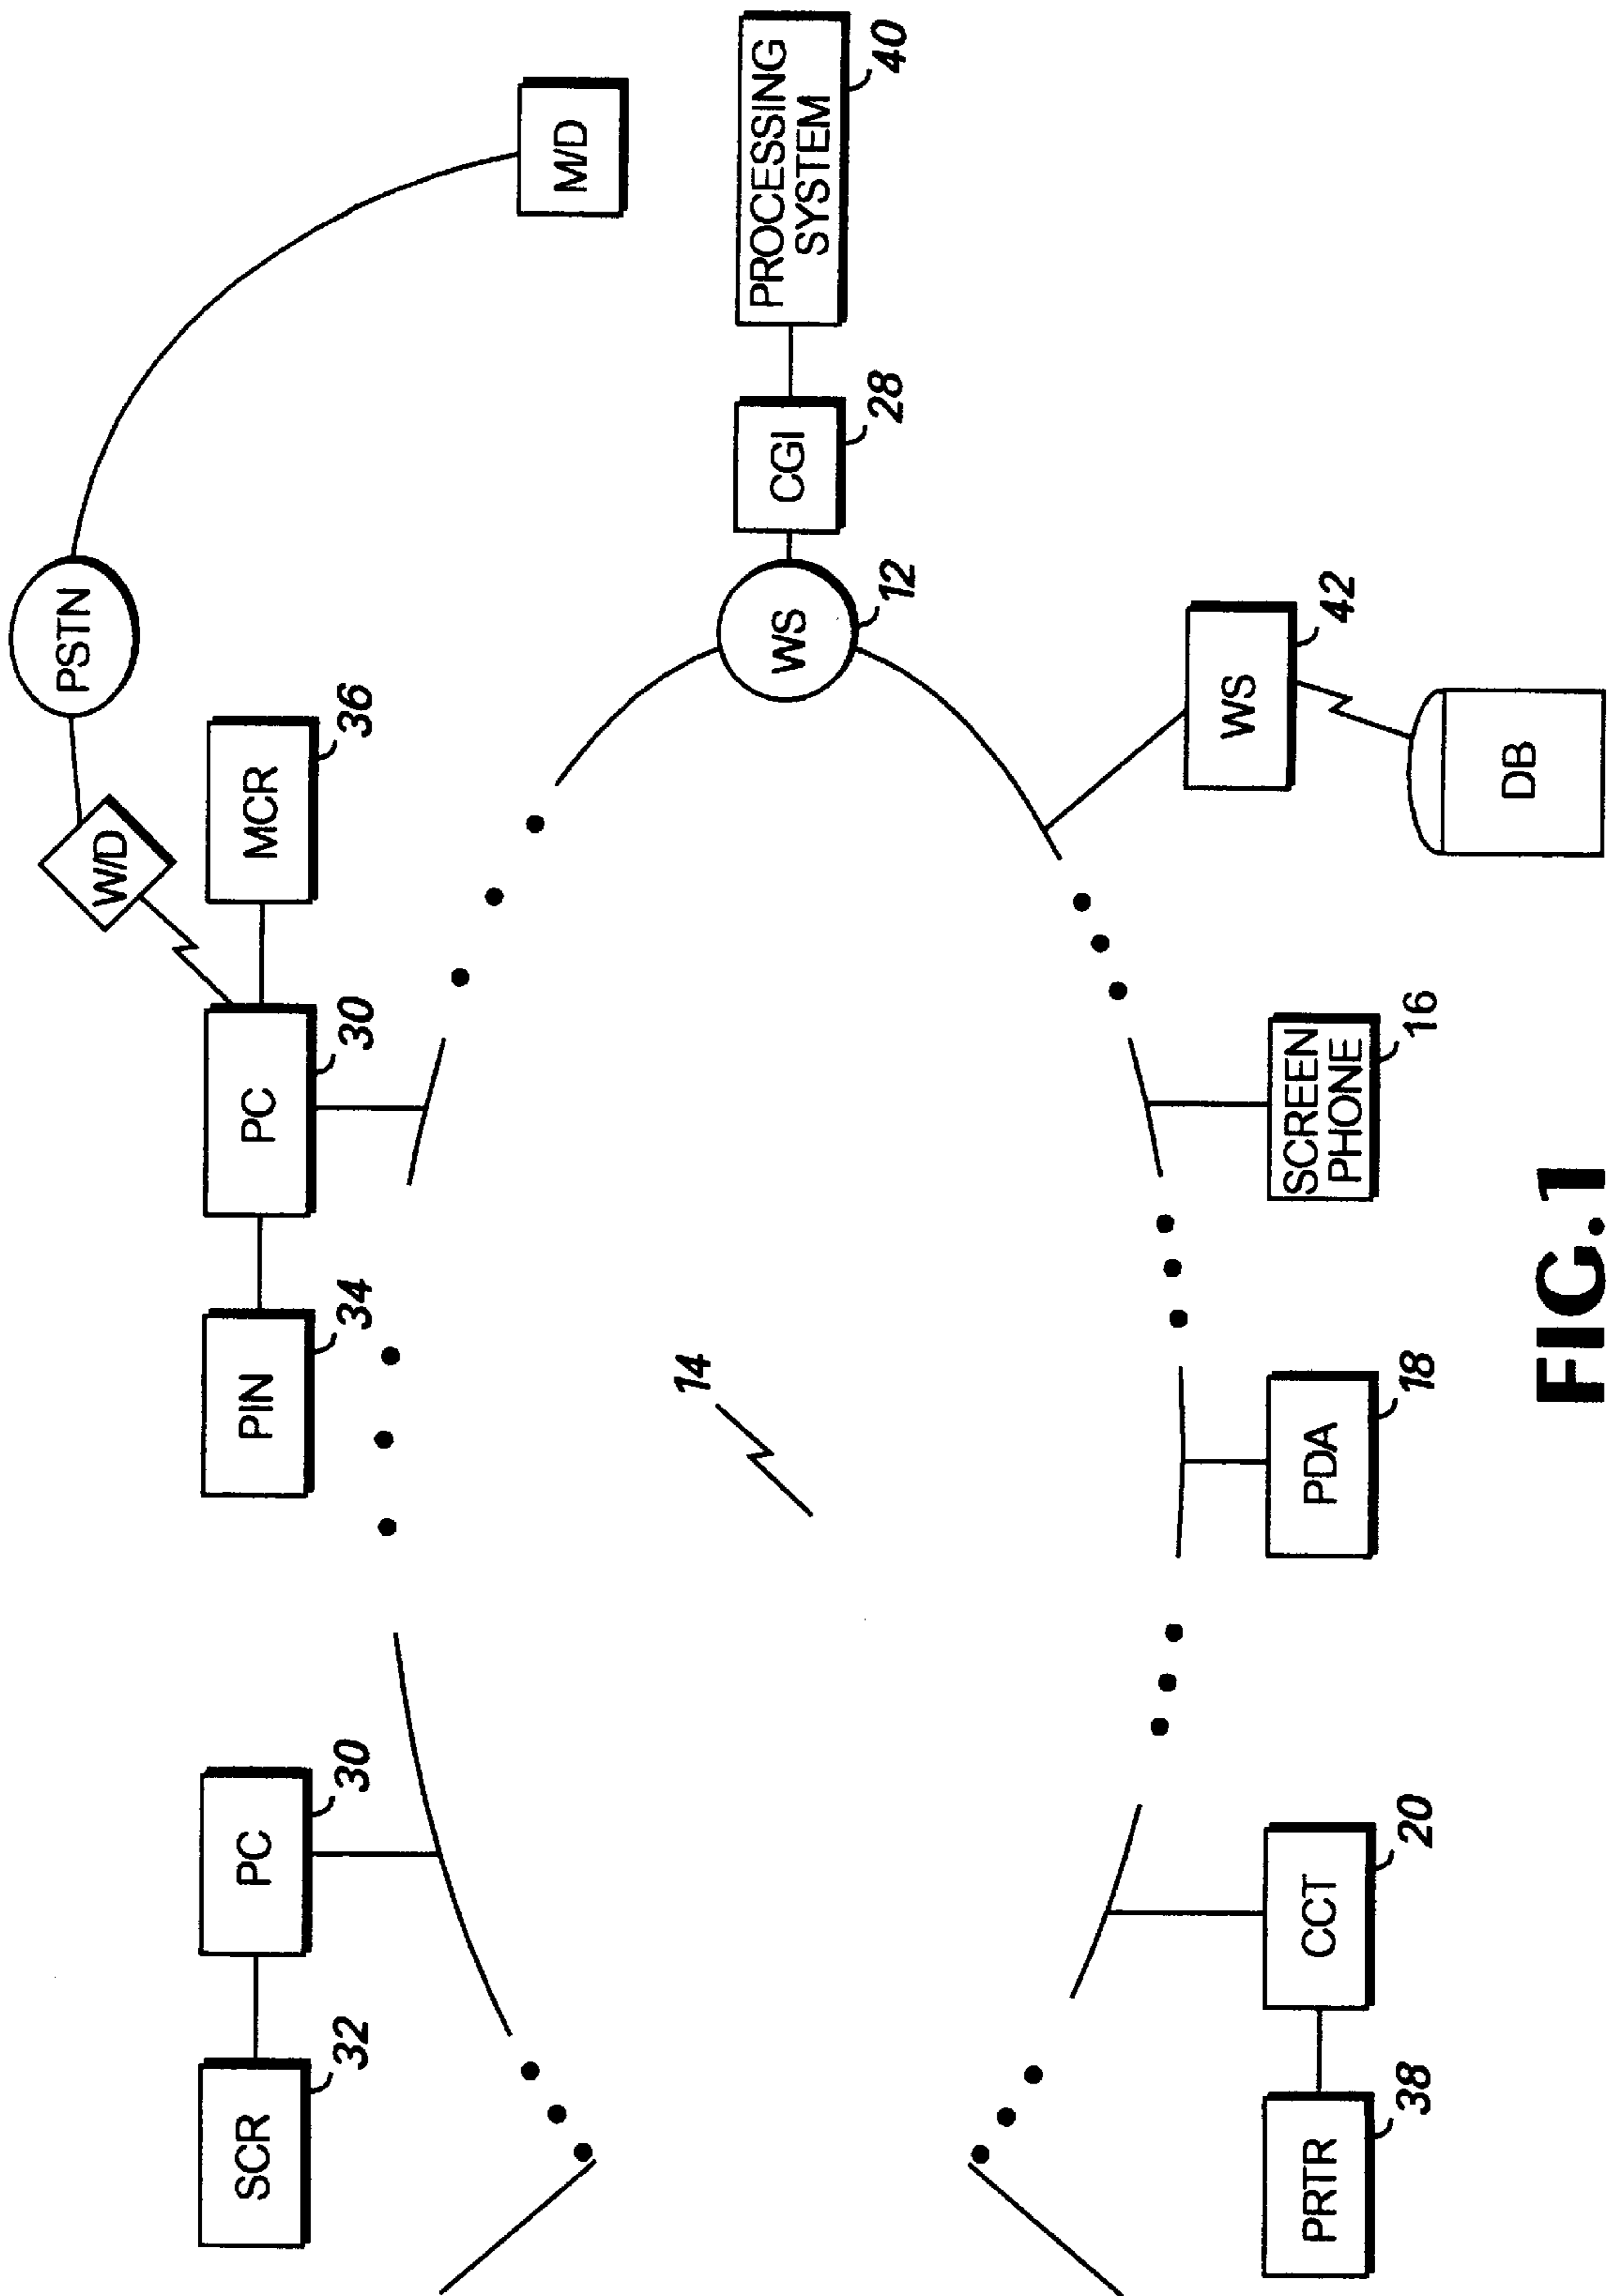 SCR
32
PC
30
PIN
34
PC
30
MCR
36
W/D
PSTN
M/D
14
WS
12
CGI
28
PROCESSING
SYSTEM
40
PRTR
38
CCT
20
PDA
18
SCREEN
PHONE
16
WS
42
DB
FIG.1